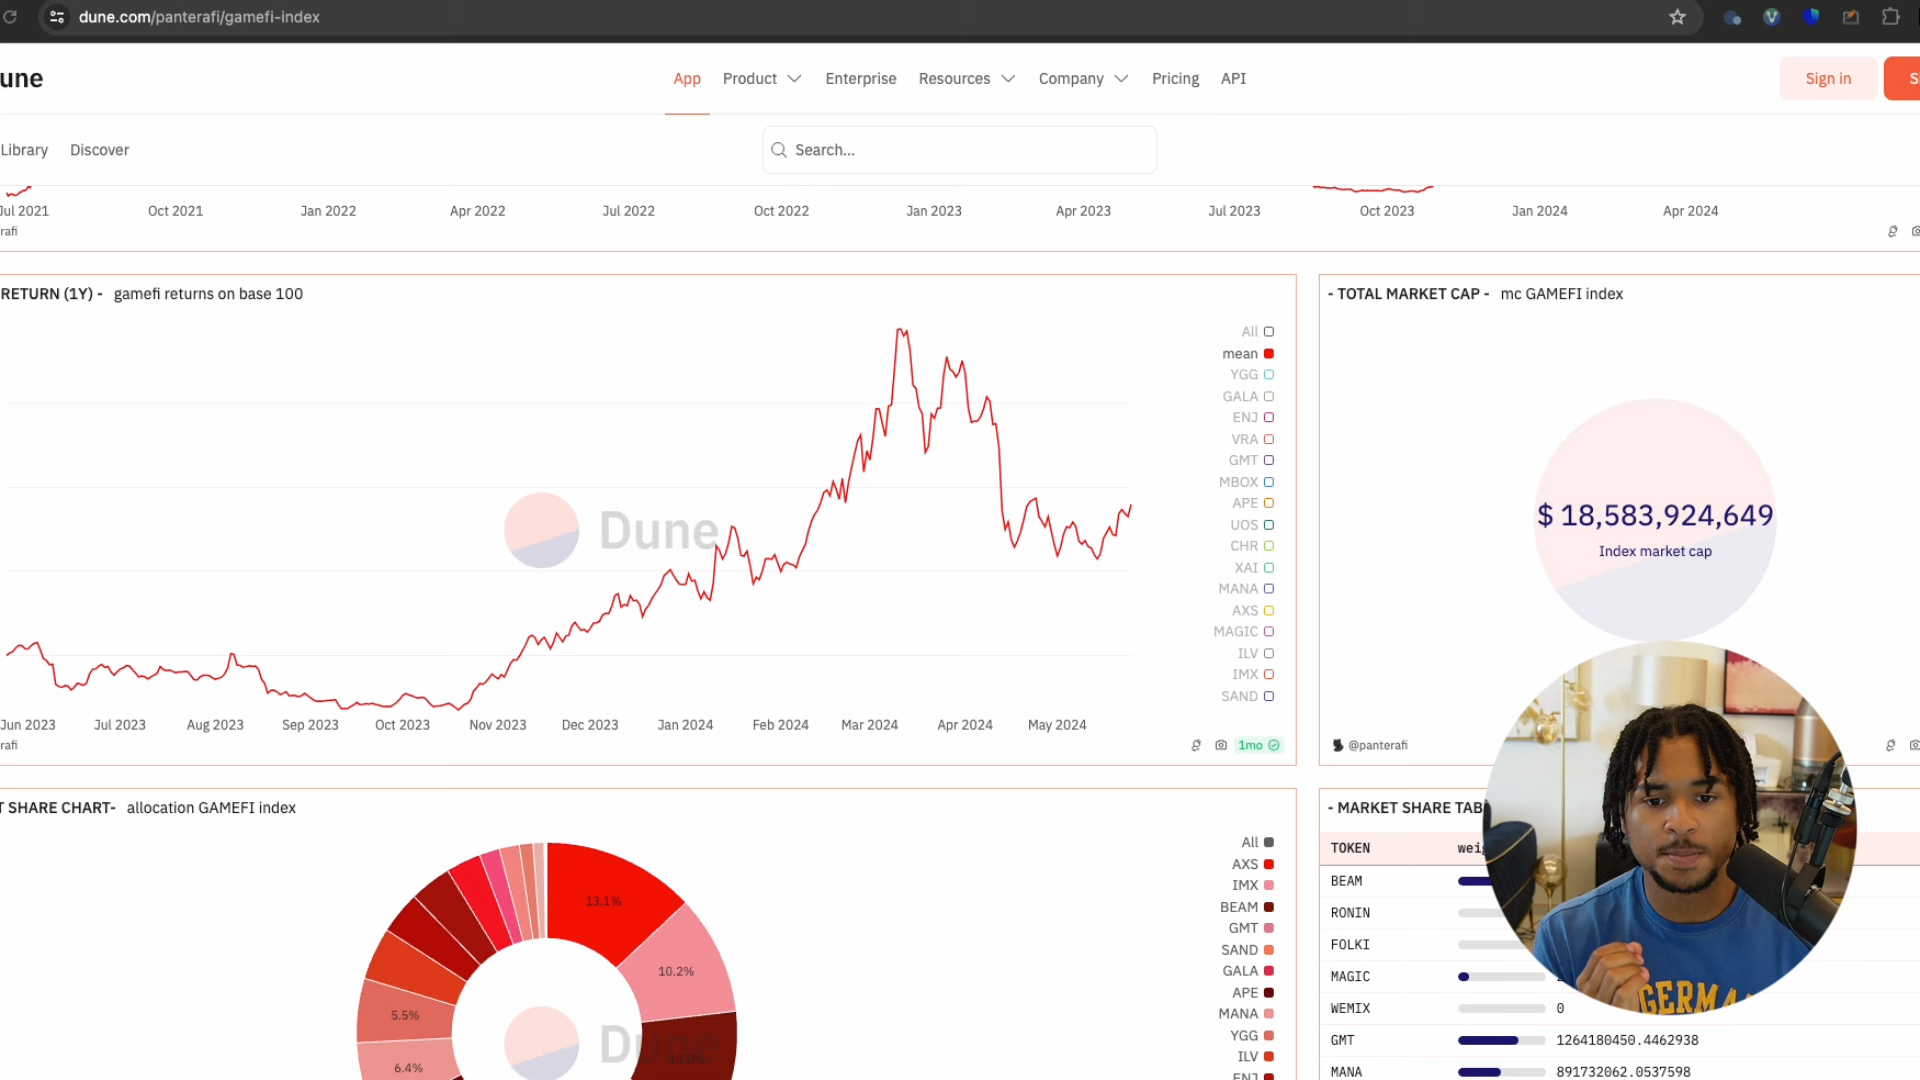 dune.com/panterafi/gamefi-index
une
App
Product
Enterprise
Resources
Company
Pricing
API
Sign in
S
Library
Discover
Search...
Jul 2021
Oct 2021
Jan 2022
Apr 2022
Jul 2022
Oct 2022
Jan 2023
Apr 2023
Jul 2023
Oct 2023
Jan 2024
Apr 2024
rafi
RETURN (1Y) - gamefi returns on base 100
All
mean
YGG
GALA
ENJ
VRA
GMT
MBOX
APE
UOS
CHR
XAI
MANA
AXS
MAGIC
ILV
IMX
SAND
Dune
Jun 2023
Jul 2023
Aug 2023
Sep 2023
Oct 2023
Nov 2023
Dec 2023
Jan 2024
Feb 2024
Mar 2024
Apr 2024
May 2024
rafi
1mo
- TOTAL MARKET CAP - mc GAMEFI index
$ 18,583,924,649
Index market cap
@panterafi
T SHARE CHART- allocation GAMEFI index
13.1%
10.2%
5.5%
6.4%
All
AXS
IMX
BEAM
GMT
SAND
GALA
APE
MANA
YGG
ILV
ENJ
- MARKET SHARE TAB
TOKEN
weig
BEAM
RONIN
FOLKI
MAGIC
WEMIX
0
GMT
1264180450.4462938
MANA
891732062.0537598
GERMA